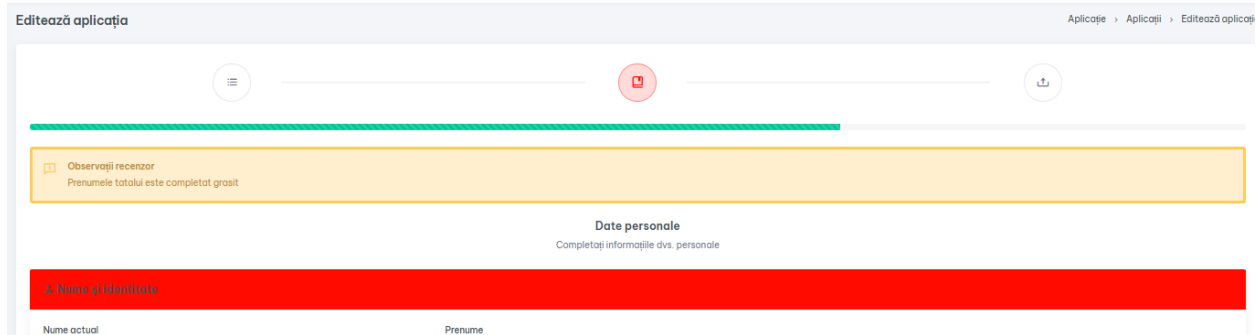 Editează aplicația
Aplicație › Aplicații › Editează aplicați
Observații recenzor
Prenumele tatalui este completat grasit
Date personale
Completați informațiile dvs. personale
Nume și identitate
Nume actual Prenume